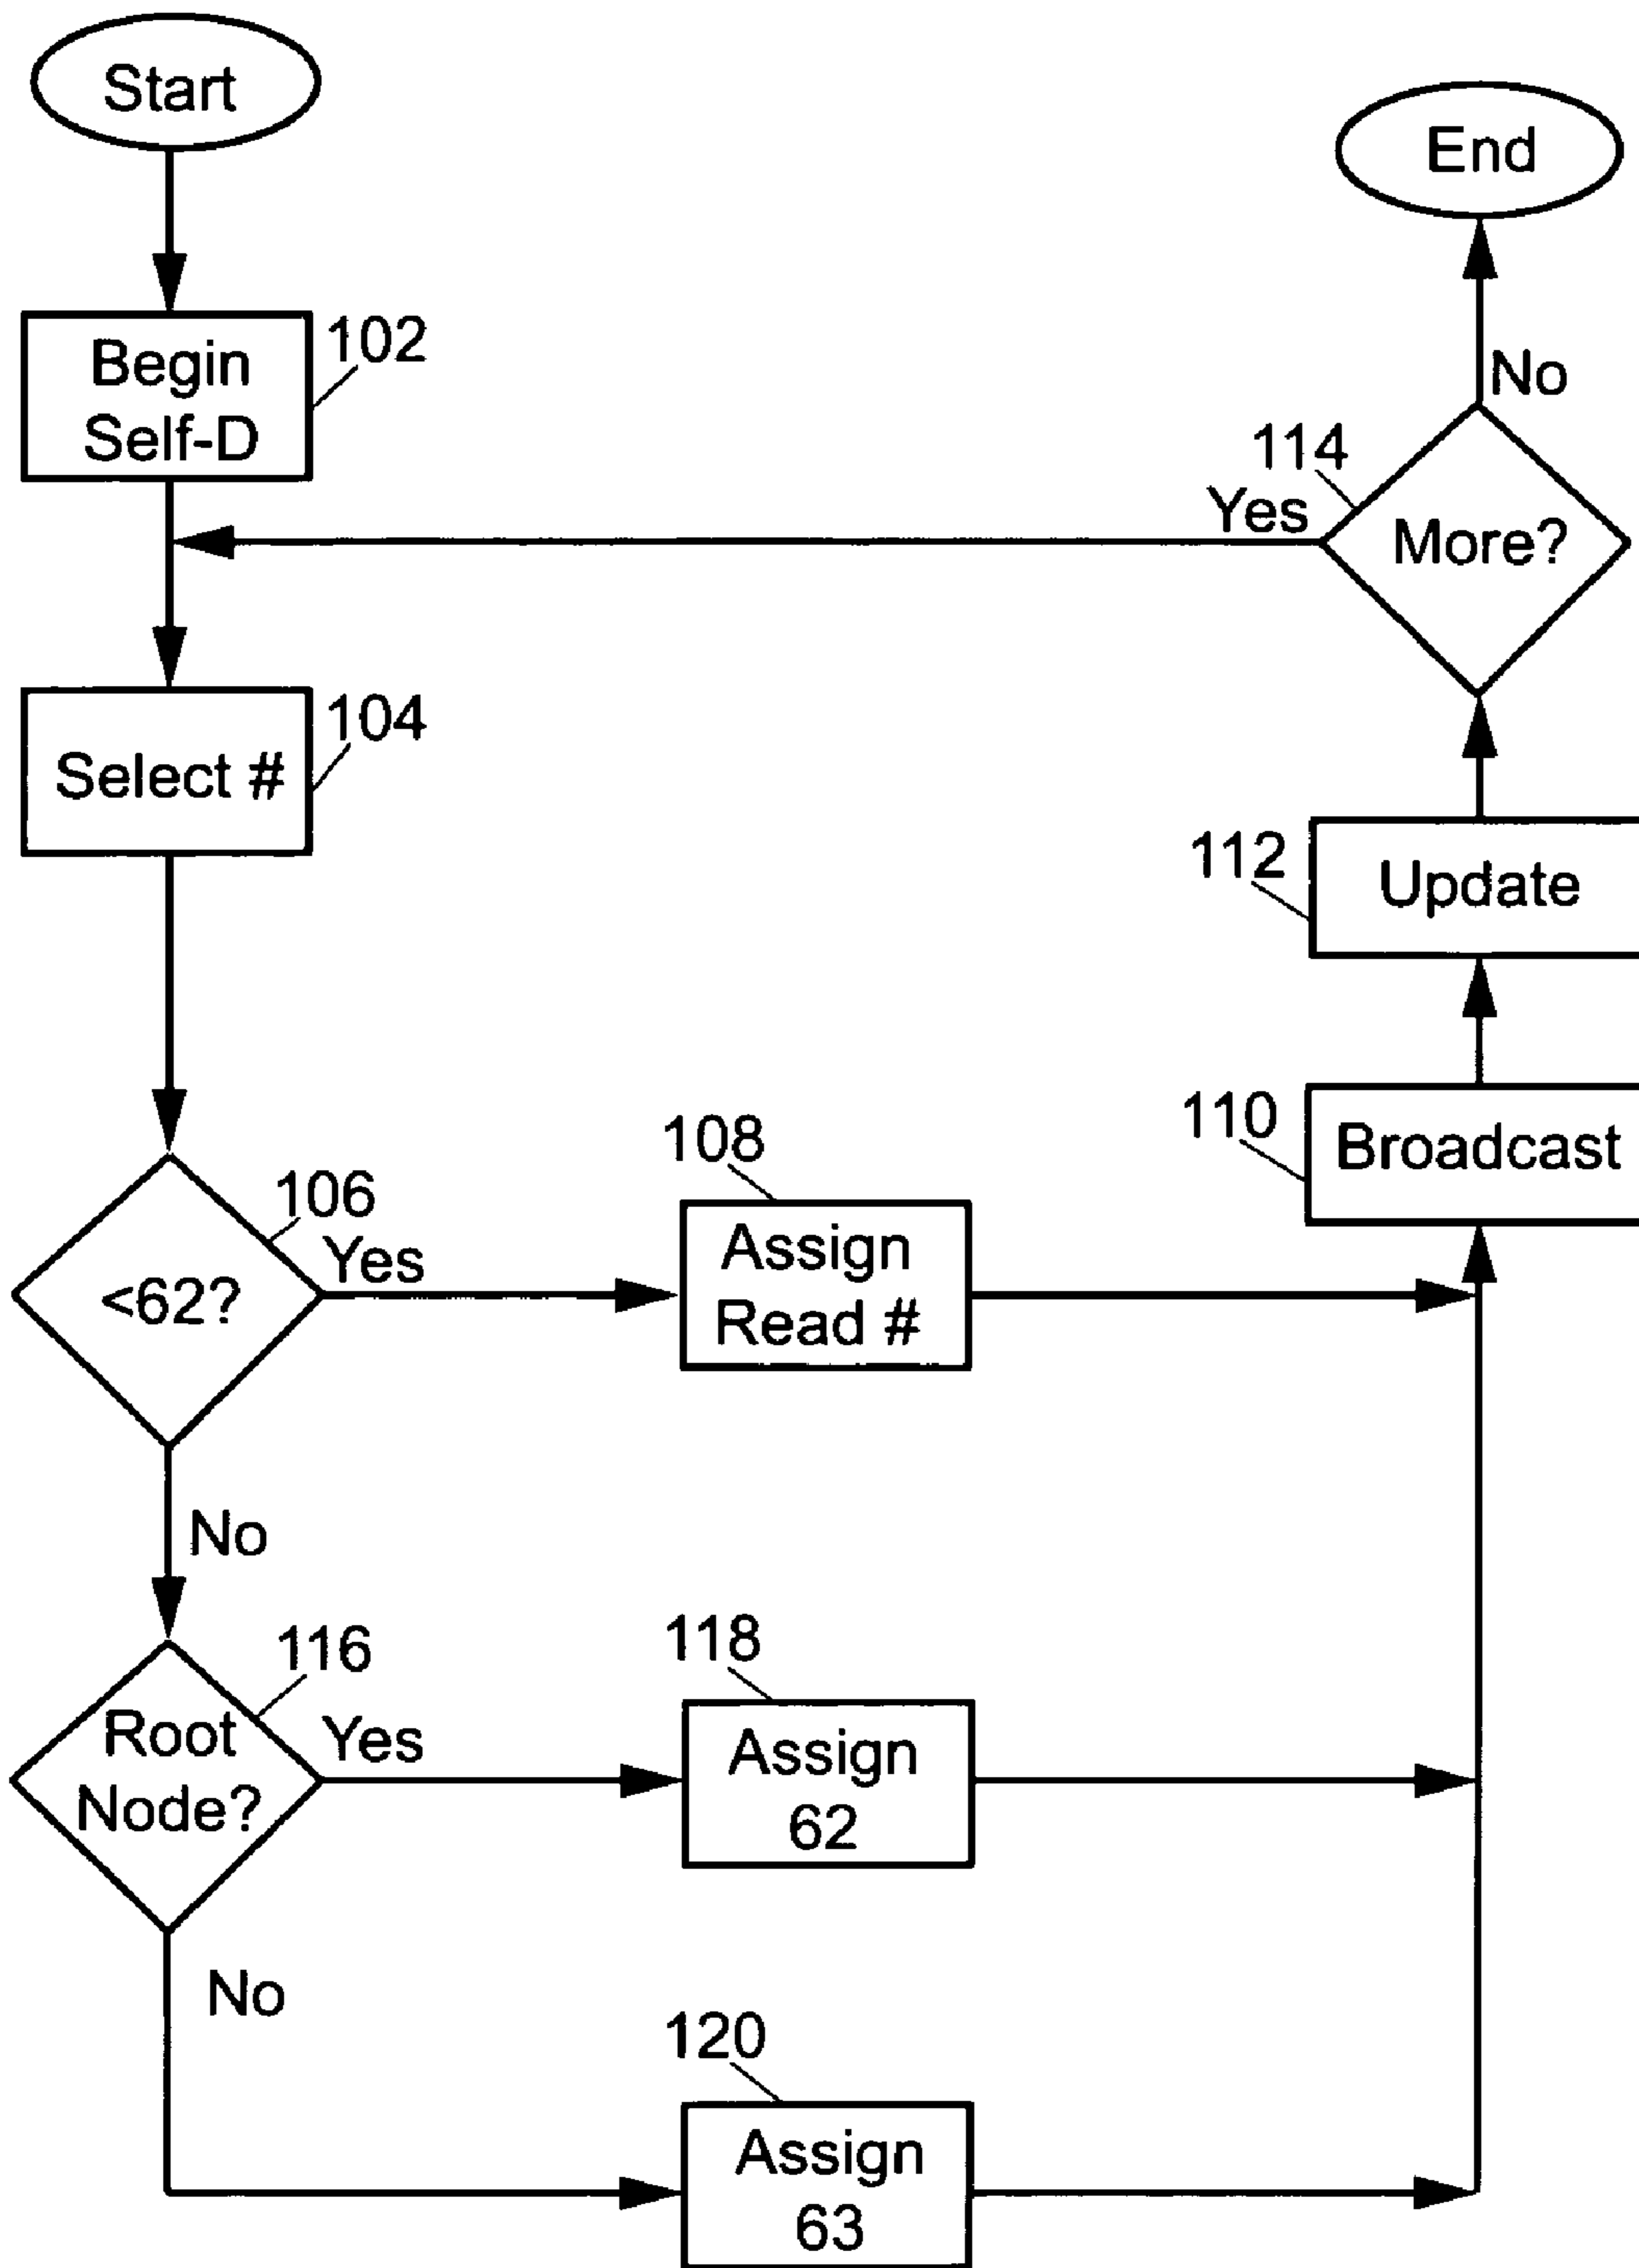 Start
End
102
Begin
Self-D
No
114
Yes
More?
104
Select #
112
Update
110
Broadcast
106
Yes
<62?
108
Assign
Read #
No
116
Yes
Root
Node?
118
Assign
62
No
120
Assign
63